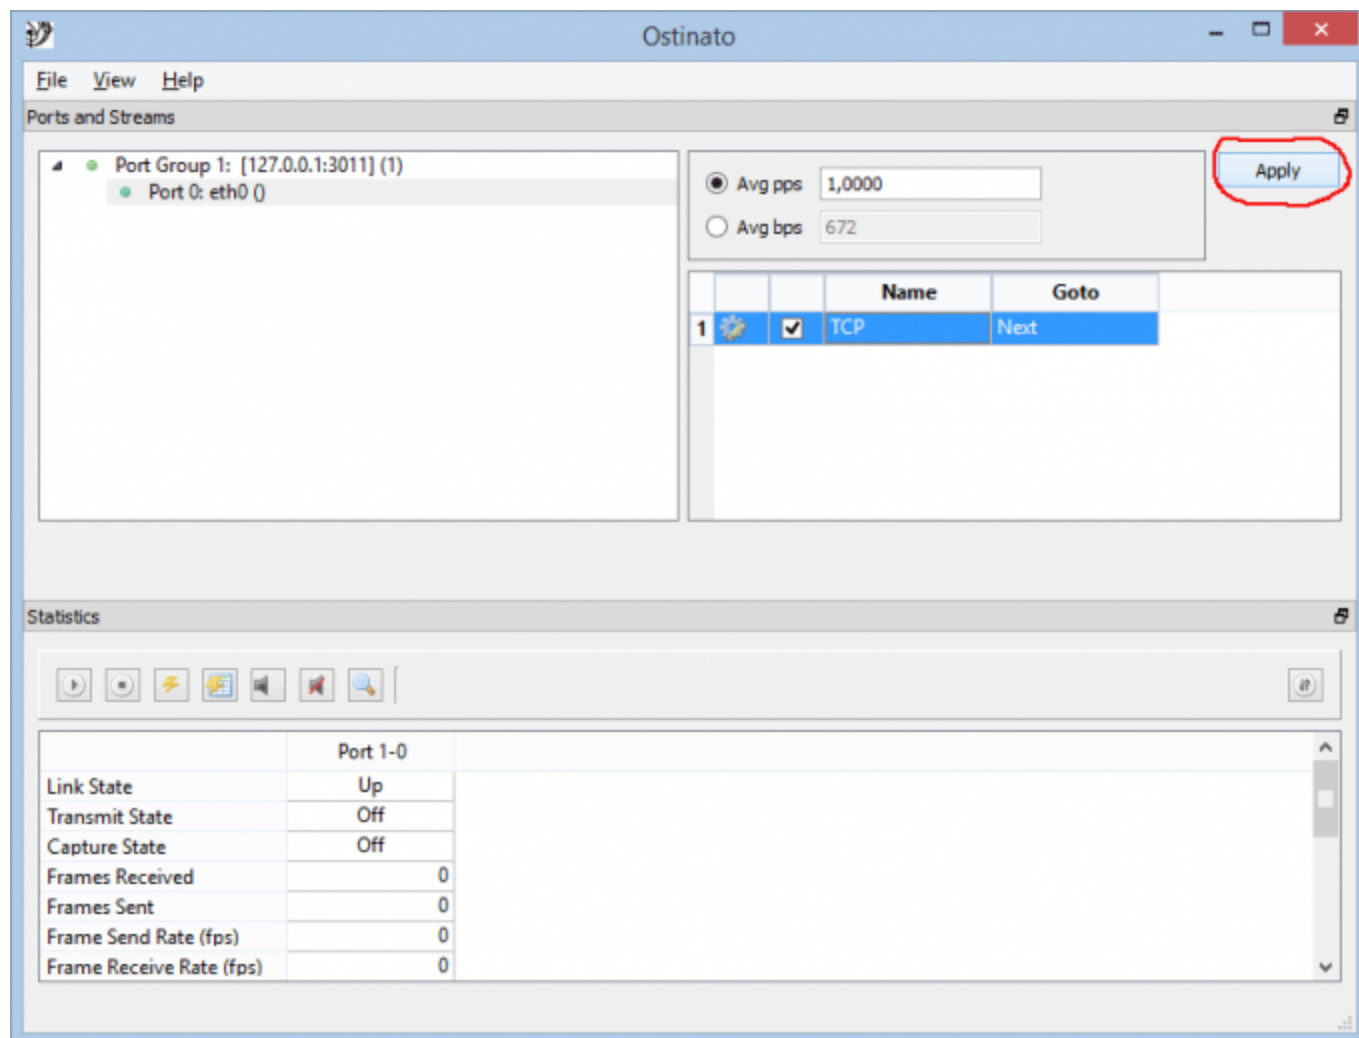 Ostinato
File View Help
Ports and Streams
Port Group 1: [127.0.0.1:3011] (1)
Port 0: eth0 ()
Avg pps 1,0000
Avg bps 672
Apply
Name Goto
1 TCP Next
Statistics
Port 1-0
Link State Up
Transmit State Off
Capture State Off
Frames Received 0
Frames Sent 0
Frame Send Rate (fps) 0
Frame Receive Rate (fps) 0